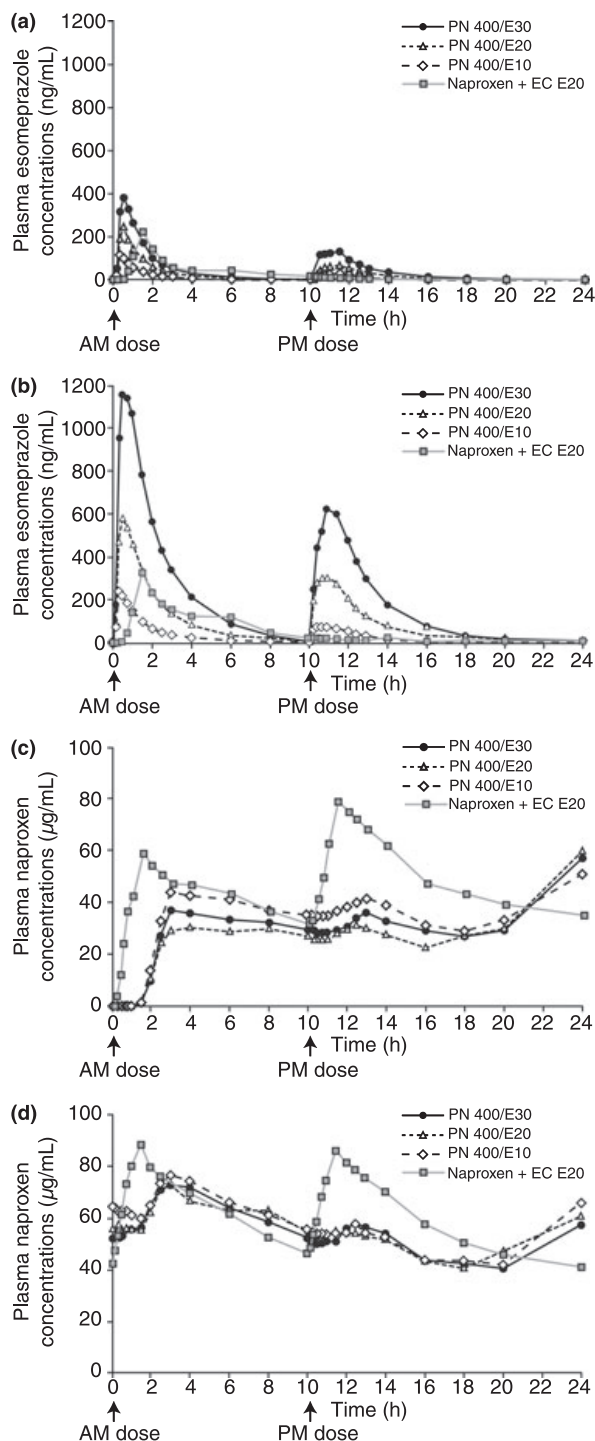 (a)
1200
1000
800
600
400
200
0
Plasma esomeprazole
concentrations (ng/mL)
PN 400/E30
PN 400/E20
PN 400/E10
Naproxen + EC E20
0 2 4 6 8 10 12 14 16 18 20 22 24
Time (h)
AM dose PM dose
(b)
1200
1000
800
600
400
200
0
Plasma esomeprazole
concentrations (ng/mL)
PN 400/E30
PN 400/E20
PN 400/E10
Naproxen + EC E20
0 2 4 6 8 10 12 14 16 18 20 22 24
Time (h)
AM dose PM dose
(c)
100
80
60
40
20
0
Plasma naproxen
concentrations (µg/mL)
PN 400/E30
PN 400/E20
PN 400/E10
Naproxen + EC E20
0 2 4 6 8 10 12 14 16 18 20 22 24
Time (h)
AM dose PM dose
(d)
100
80
60
40
20
0
Plasma naproxen
concentrations (µg/mL)
PN 400/E30
PN 400/E20
PN 400/E10
Naproxen + EC E20
0 2 4 6 8 10 12 14 16 18 20 22 24
Time (h)
AM dose PM dose